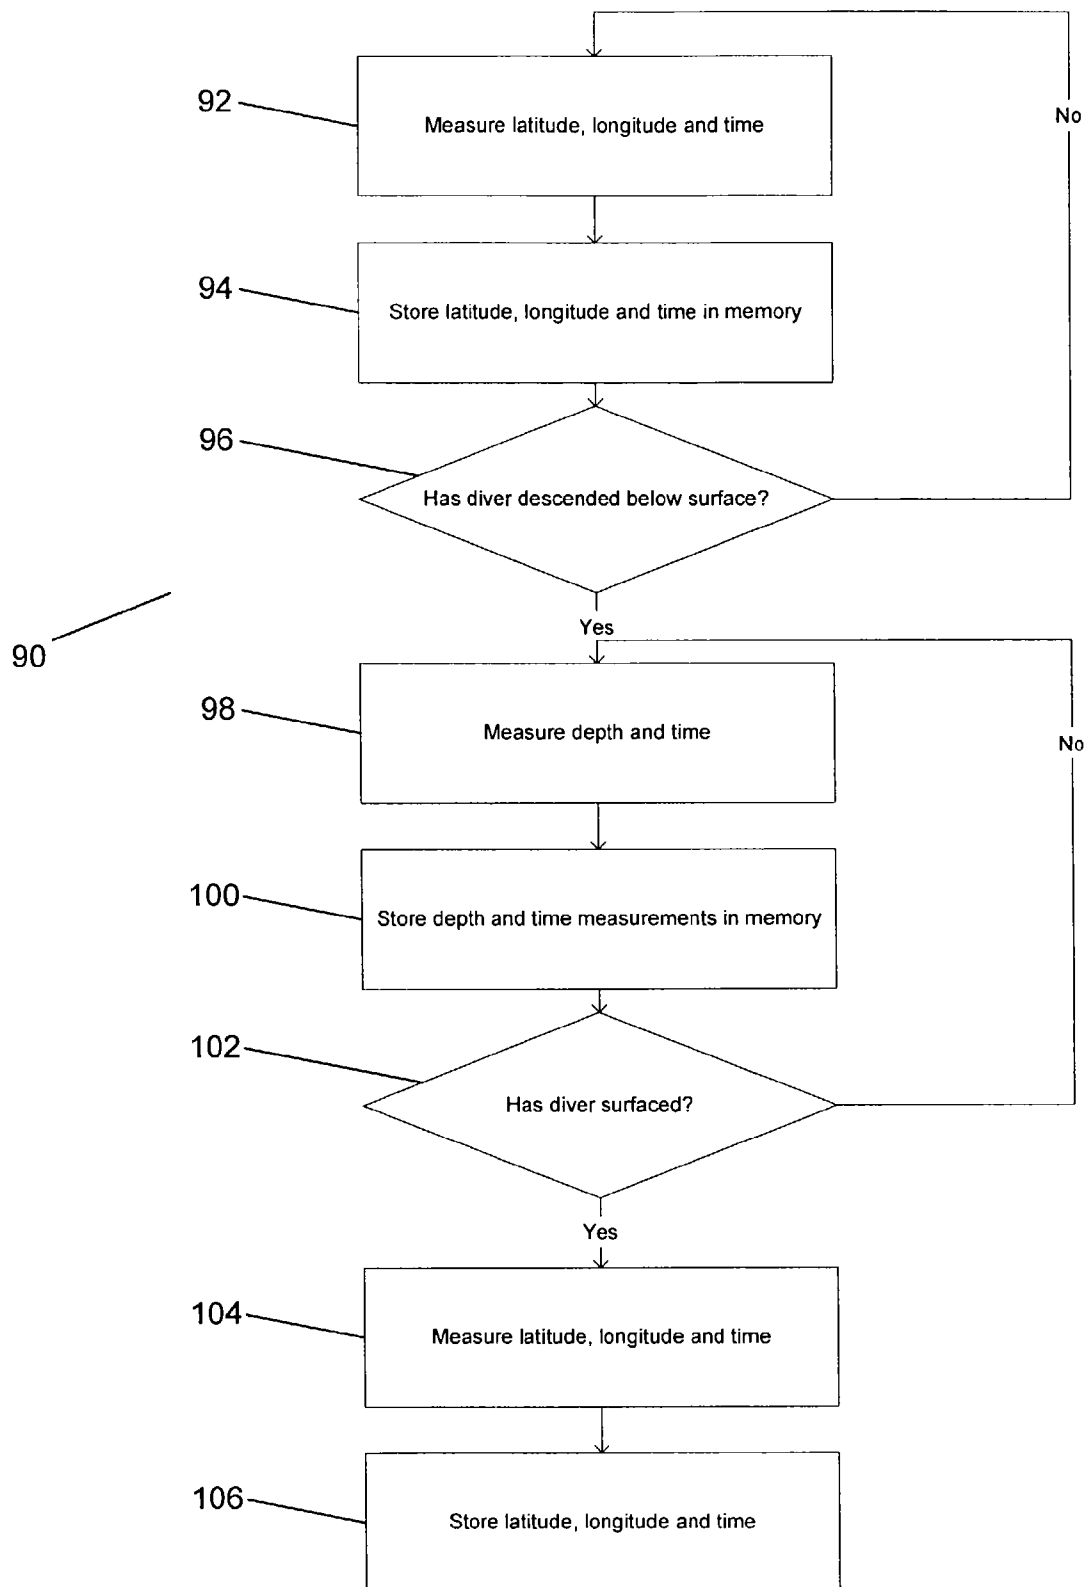 92
Measure latitude, longitude and time
No
94
Store latitude, longitude and time in memory
96
Has diver descended below surface?
Yes
90
98
Measure depth and time
No
100
Store depth and time measurements in memory
102
Has diver surfaced?
Yes
104
Measure latitude, longitude and time
106
Store latitude, longitude and time